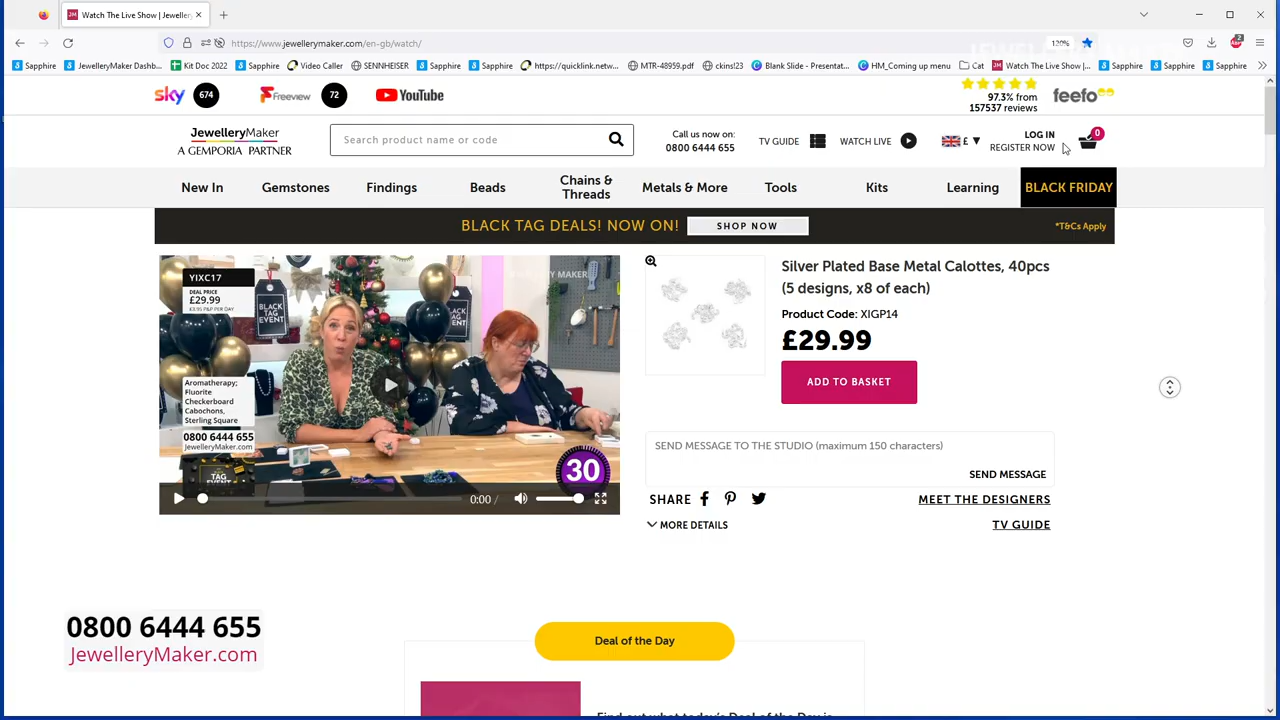 Watch The Live Show | Jewellery
https://www.jewellerymaker.com/en-gb/watch/
120%
Sapphire
JewelleryMaker Dashb...
Kit Doc 2022
Sapphire
Video Caller
SENINHEISER
Sapphire
Sapphire
https://quicklink.netw...
MTR-48959.pdf
ckins!23
Blank Slide - Presentat...
HM_Coming up menu
Cat
Watch The Live Show |...
Sapphire
Sapphire
Sapphire
sky 674
Freeview 72
YouTube
97.3% from
157537 reviews
feefo
JewelleryMaker
A GEMPORIA PARTNER
Search product name or code
Call us now on:
0800 6444 655
TV GUIDE
WATCH LIVE
£
LOG IN
REGISTER NOW
0
New In
Gemstones
Findings
Beads
Chains &
Threads
Metals & More
Tools
Kits
Learning
BLACK FRIDAY
BLACK TAG DEALS! NOW ON!
SHOP NOW
*T&Cs Apply
YIXC17
DEAL PRICE
£29.99
£3.95 P&P PER DAY
BLACK
TAG
EVENT
BLACK
TAG
EVENT
Aromatherapy;
Fluorite
Checkerboard
Cabochons,
Sterling Square
0800 6444 655
JewelleryMaker.com
TAG
EVENT
30
0:00 /
Silver Plated Base Metal Calottes, 40pcs
(5 designs, x8 of each)
Product Code: XIGP14
£29.99
ADD TO BASKET
SEND MESSAGE TO THE STUDIO (maximum 150 characters)
SEND MESSAGE
SHARE
MEET THE DESIGNERS
MORE DETAILS
TV GUIDE
0800 6444 655
JewelleryMaker.com
Deal of the Day
Find out what today's Deal of the Day is